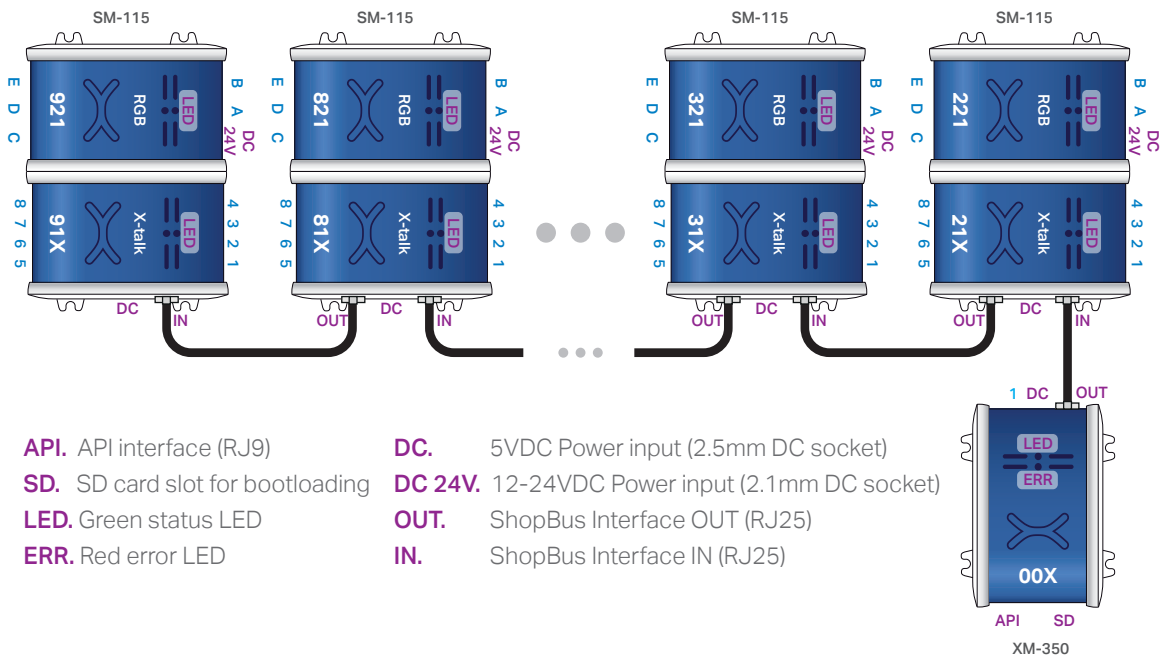 SM-115 SM-115 SM-115 SM-115
E D C 921 RGB LED B A DC 24V
8 7 6 5 91X X-talk LED 4 3 2 1
DC IN
E D C 821 RGB LED B A DC 24V
8 7 6 5 81X X-talk LED 4 3 2 1
OUT DC IN
E D C 321 RGB LED B A DC 24V
8 7 6 5 31X X-talk LED 4 3 2 1
OUT DC IN
E D C 221 RGB LED B A DC 24V
8 7 6 5 21X X-talk LED 4 3 2 1
OUT DC IN
1 DC OUT
LED
ERR
00X
API SD
XM-350
API. API interface (RJ9)
SD. SD card slot for bootloading
LED. Green status LED
ERR. Red error LED
DC. 5VDC Power input (2.5mm DC socket)
DC 24V. 12-24VDC Power input (2.1mm DC socket)
OUT. ShopBus Interface OUT (RJ25)
IN. ShopBus Interface IN (RJ25)